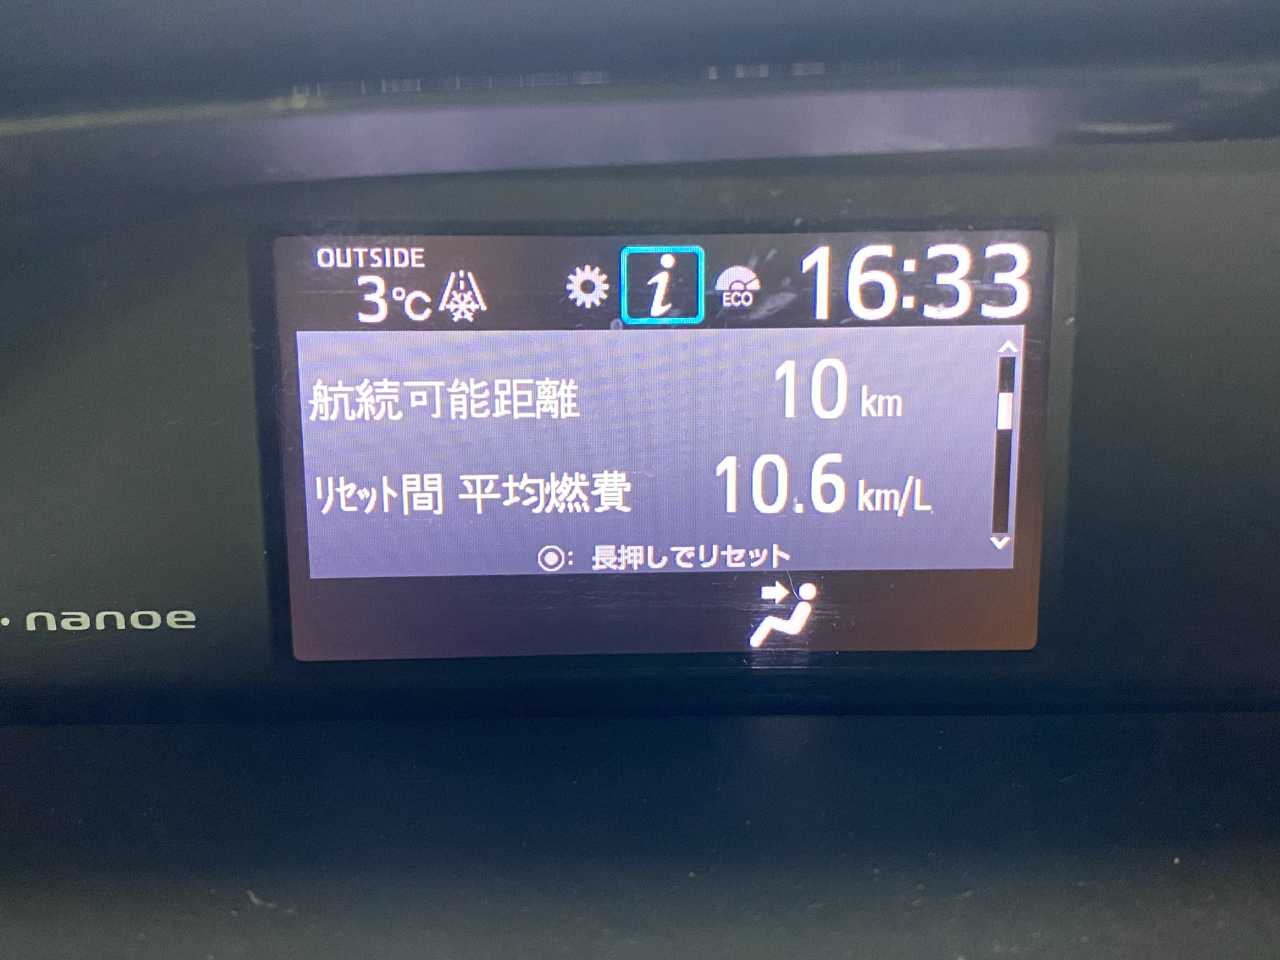 OUTSIDE
3℃
i
ECO
16:33
航続可能距離 10 km
ﾘｾｯﾄ間 平均燃費 10.6 km/L
◉: 長押しでリセット
nanoe